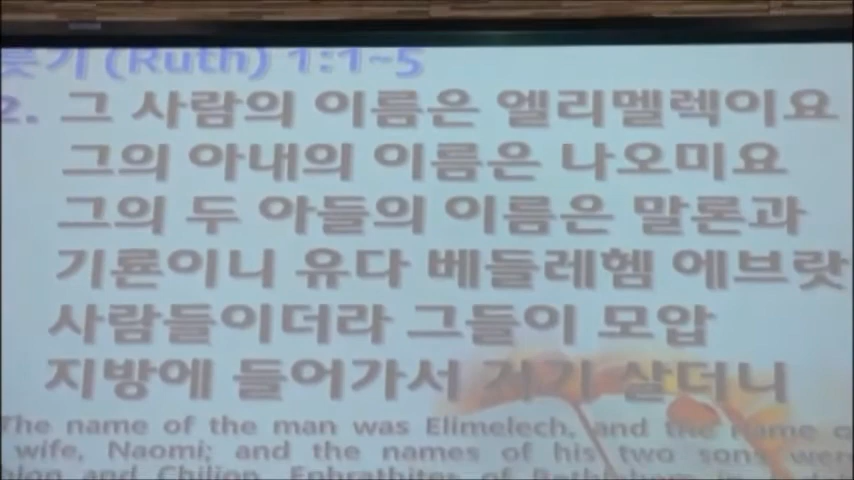 룻기 (Ruth) 1:1~5
2. 그 사람의 이름은 엘리멜렉이요
그의 아내의 이름은 나오미요
그의 두 아들의 이름은 말론과
기룐이니 유다 베들레헴 에브랏
사람들이더라 그들이 모압
지방에 들어가서 거기 살더니
The name of the man was Elimelech, and the name
wife, Naomi; and the names of his two sons were
and Chilion, Ephrathites of Bethlehem